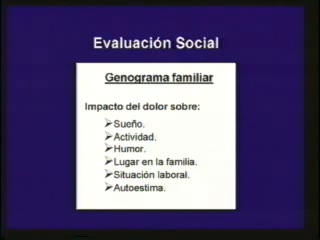 Evaluación Social
Genograma familiar
Impacto del dolor sobre:
➢Sueño.
➢Actividad.
➢Humor.
➢Lugar en la familia.
➢Situación laboral.
➢Autoestima.